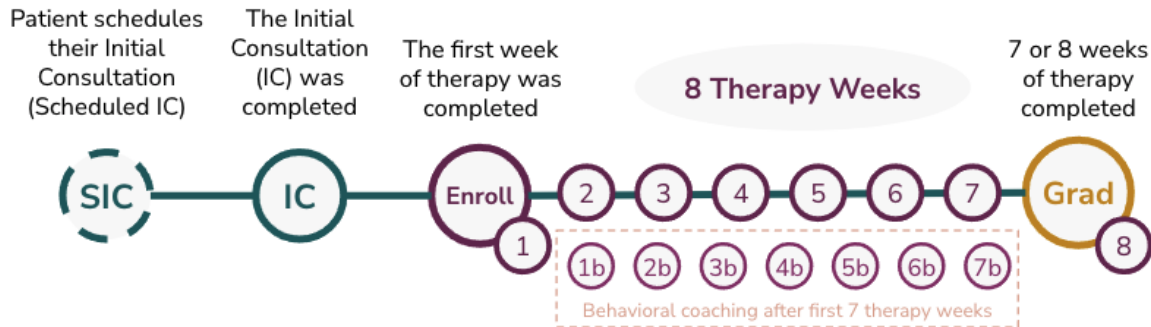 Patient schedules
their Initial
Consultation
(Scheduled IC)
The Initial
Consultation
(IC) was
completed
The first week
of therapy was
completed
8 Therapy Weeks
7 or 8 weeks
of therapy
completed
SIC
IC
Enroll
1
2
3
4
5
6
7
Grad
8
1b
2b
3b
4b
5b
6b
7b
Behavioral coaching after first 7 therapy weeks